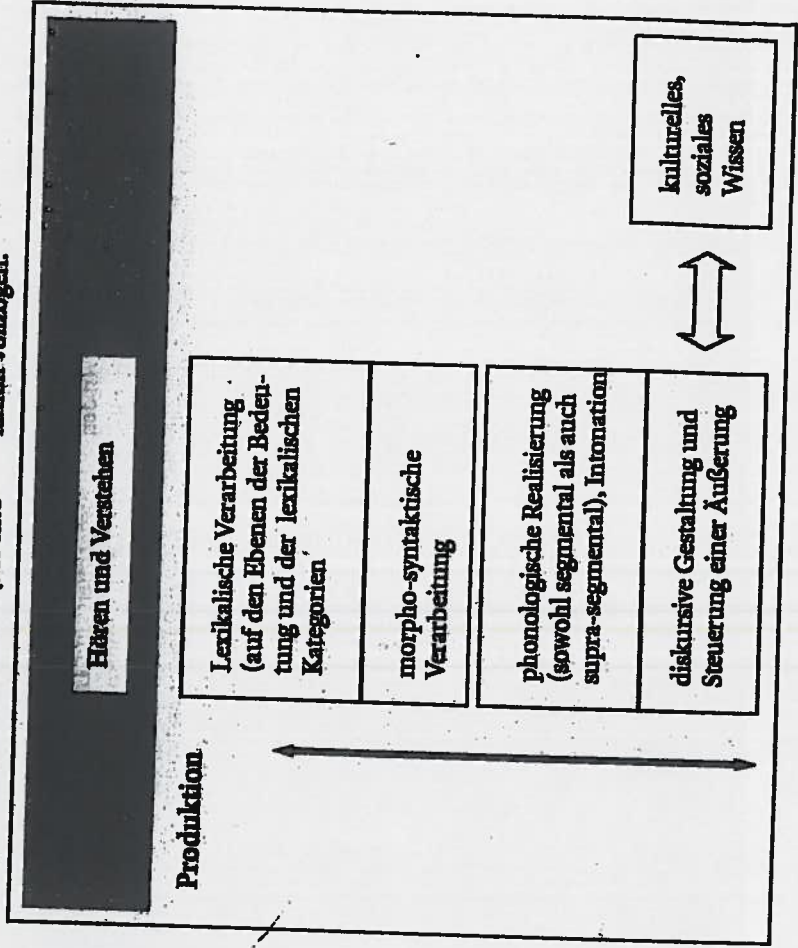 vollzogen.
Hören und Verstehen
Produktion
Lexikalische Verarbeitung
(auf den Ebenen der Bedeu-
tung und der lexikalischen
Kategorien
morpho-syntaktische
Verarbeitung
phonologische Realisierung
(sowohl segmental als auch
supra-segmental), Intonation
diskursive Gestaltung und
Steuerung einer Äußerung
kulturelles,
soziales
Wissen